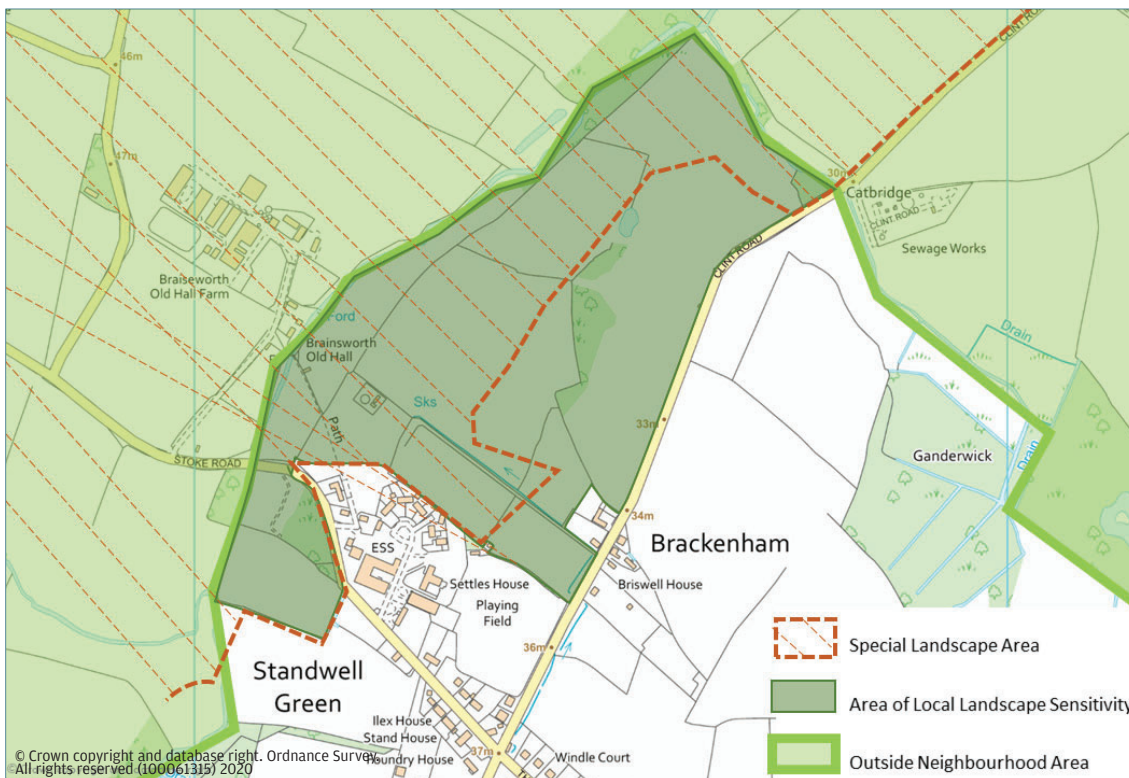 CLINT ROAD
46m
47m
30m
Catbridge
CLINT ROAD
Sewage Works
CLINT ROAD
Braiseworth
Old Hall Farm
Ford
Brainsworth
Old Hall
Drain
Sks
Path
33m
STOKE ROAD
Ganderwick
Drain
34m
Brackenham
ESS
Settles House
Briswell House
Playing
Field
36m
Special Landscape Area
Standwell
Green
Area of Local Landscape Sensitivity
Ilex House
Stand House
Foundry House
37m
Windle Court
Outside Neighbourhood Area
© Crown copyright and database right. Ordnance Survey
All rights reserved (100061315) 2020